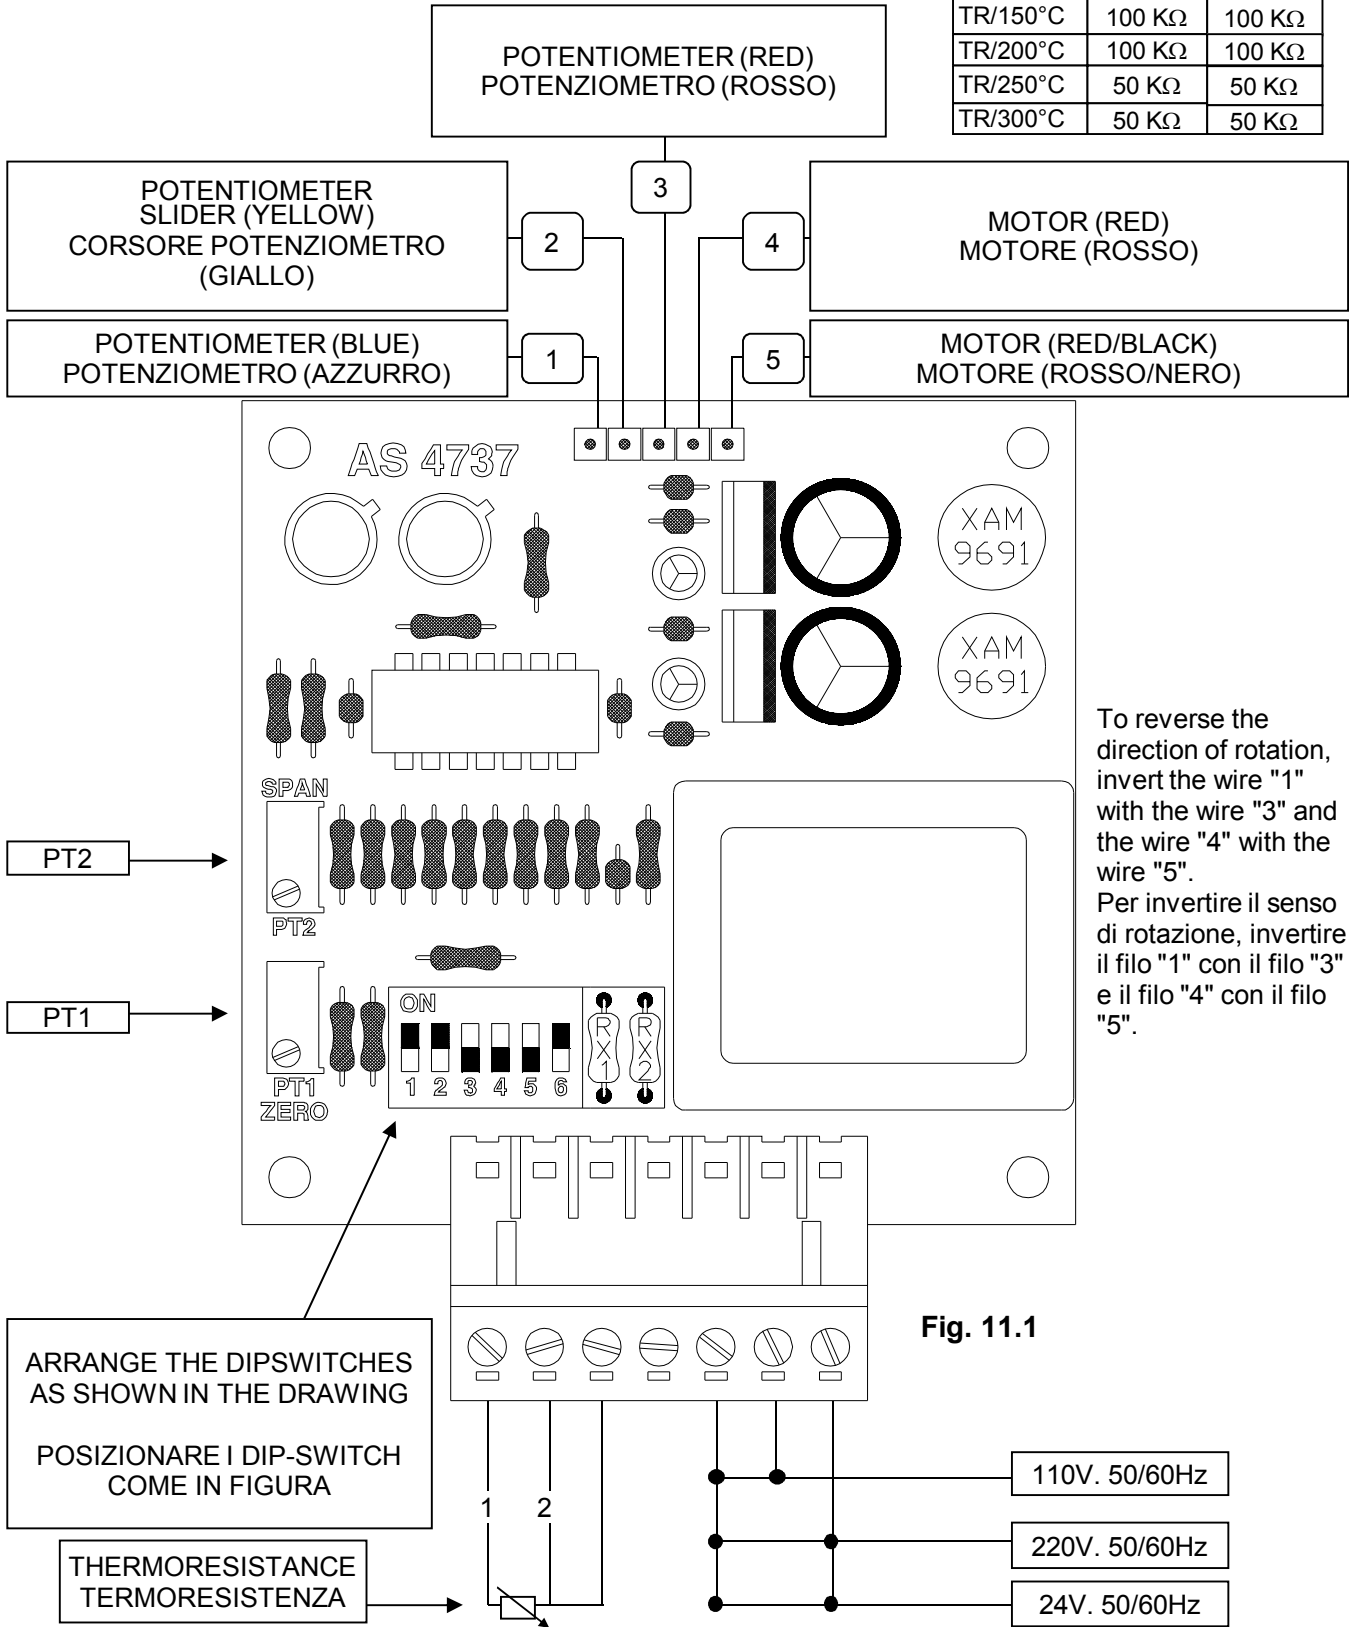 TR/150°C 100 KΩ 100 KΩ
TR/200°C 100 KΩ 100 KΩ
TR/250°C 50 KΩ 50 KΩ
TR/300°C 50 KΩ 50 KΩ
POTENTIOMETER (RED)
POTENZIOMETRO (ROSSO)
3
POTENTIOMETER
SLIDER (YELLOW)
CORSORE POTENZIOMETRO
(GIALLO)
2
4
MOTOR (RED)
MOTORE (ROSSO)
POTENTIOMETER (BLUE)
POTENZIOMETRO (AZZURRO)
1
5
MOTOR (RED/BLACK)
MOTORE (ROSSO/NERO)
AS 4737
XAM
9691
XAM
9691
To reverse the
direction of rotation,
invert the wire "1"
with the wire "3" and
the wire "4" with the
wire "5".
Per invertire il senso
di rotazione, invertire
il filo "1" con il filo "3"
e il filo "4" con il filo
"5".
SPAN
PT2
PT2
PT1
PT1
ZERO
ON
1 2 3 4 5 6
RX1 RX2
Fig. 11.1
ARRANGE THE DIPSWITCHES
AS SHOWN IN THE DRAWING
POSIZIONARE I DIP-SWITCH
COME IN FIGURA
1 2
THERMORESISTANCE
TERMORESISTENZA
110V. 50/60Hz
220V. 50/60Hz
24V. 50/60Hz